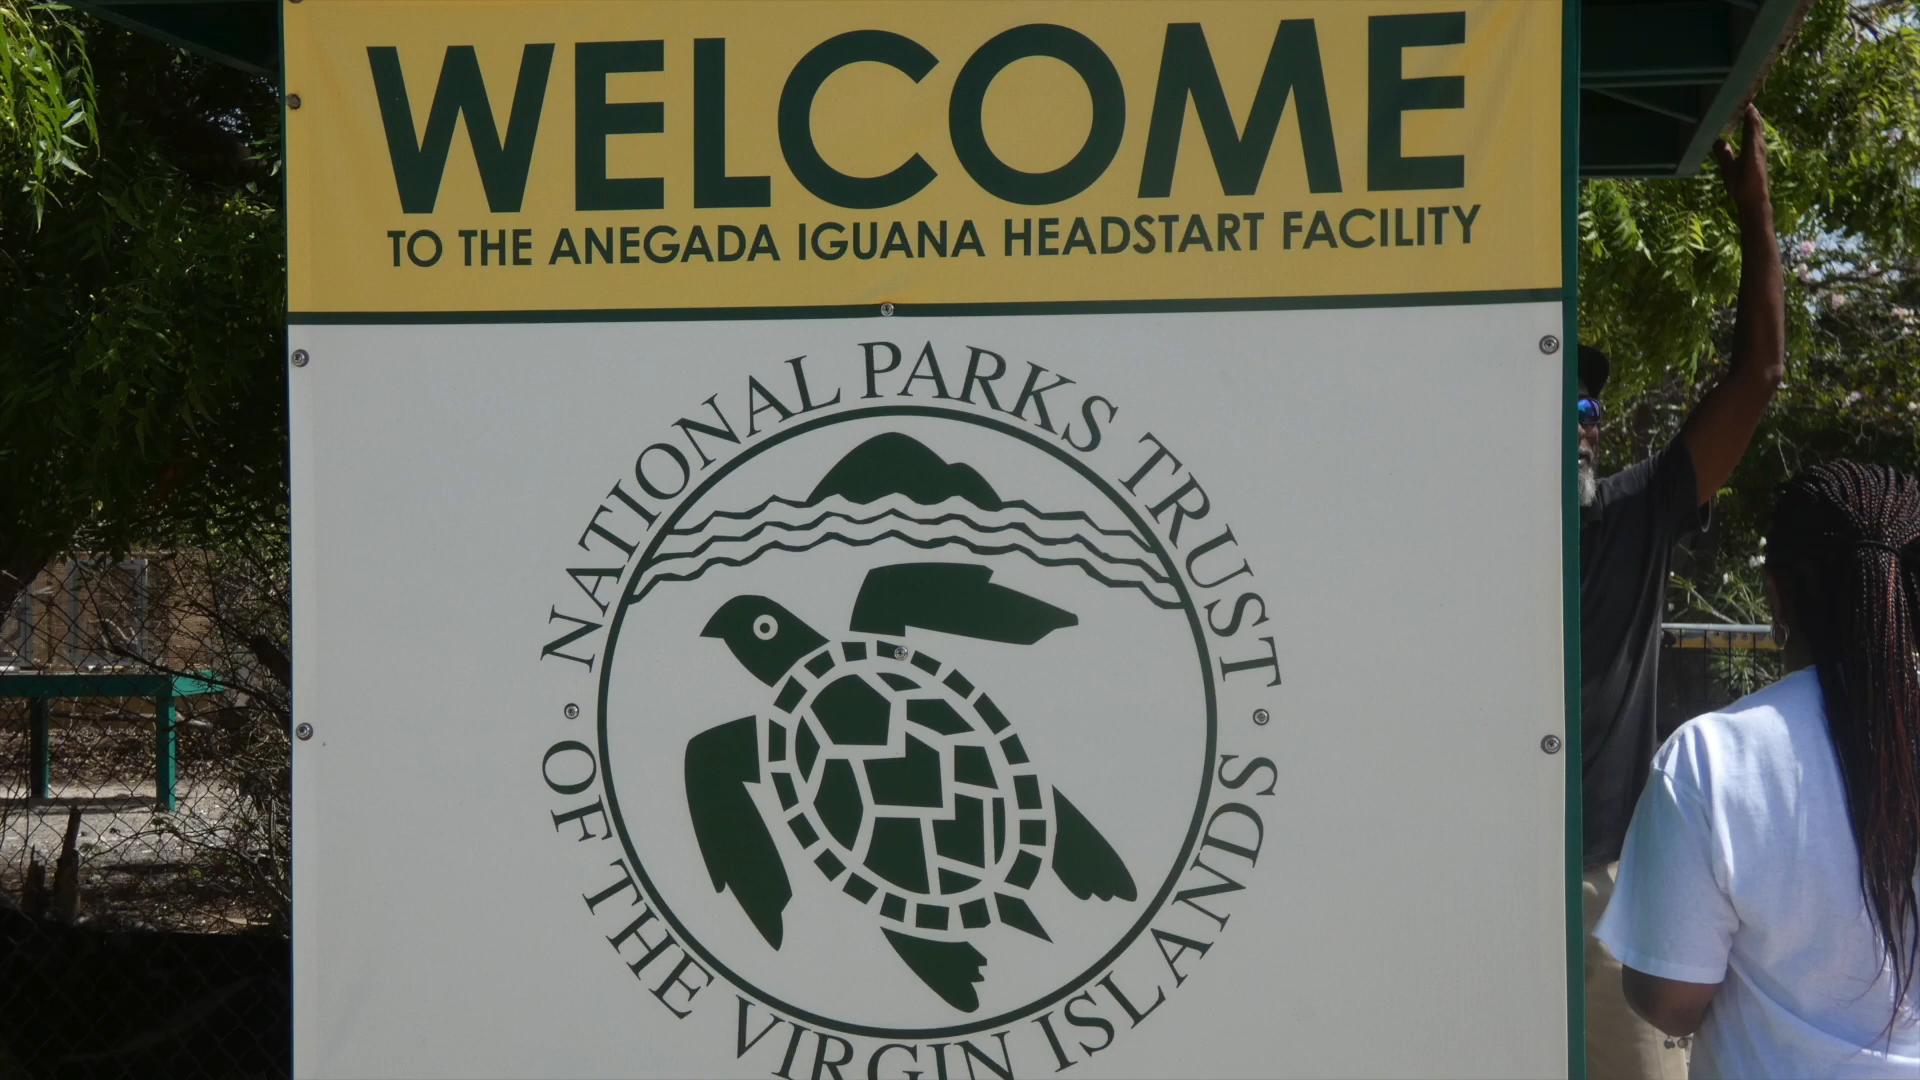 WELCOME
TO THE ANEGADA IGUANA HEADSTART FACILITY
NATIONAL PARKS TRUST
· OF THE VIRGIN ISLANDS ·